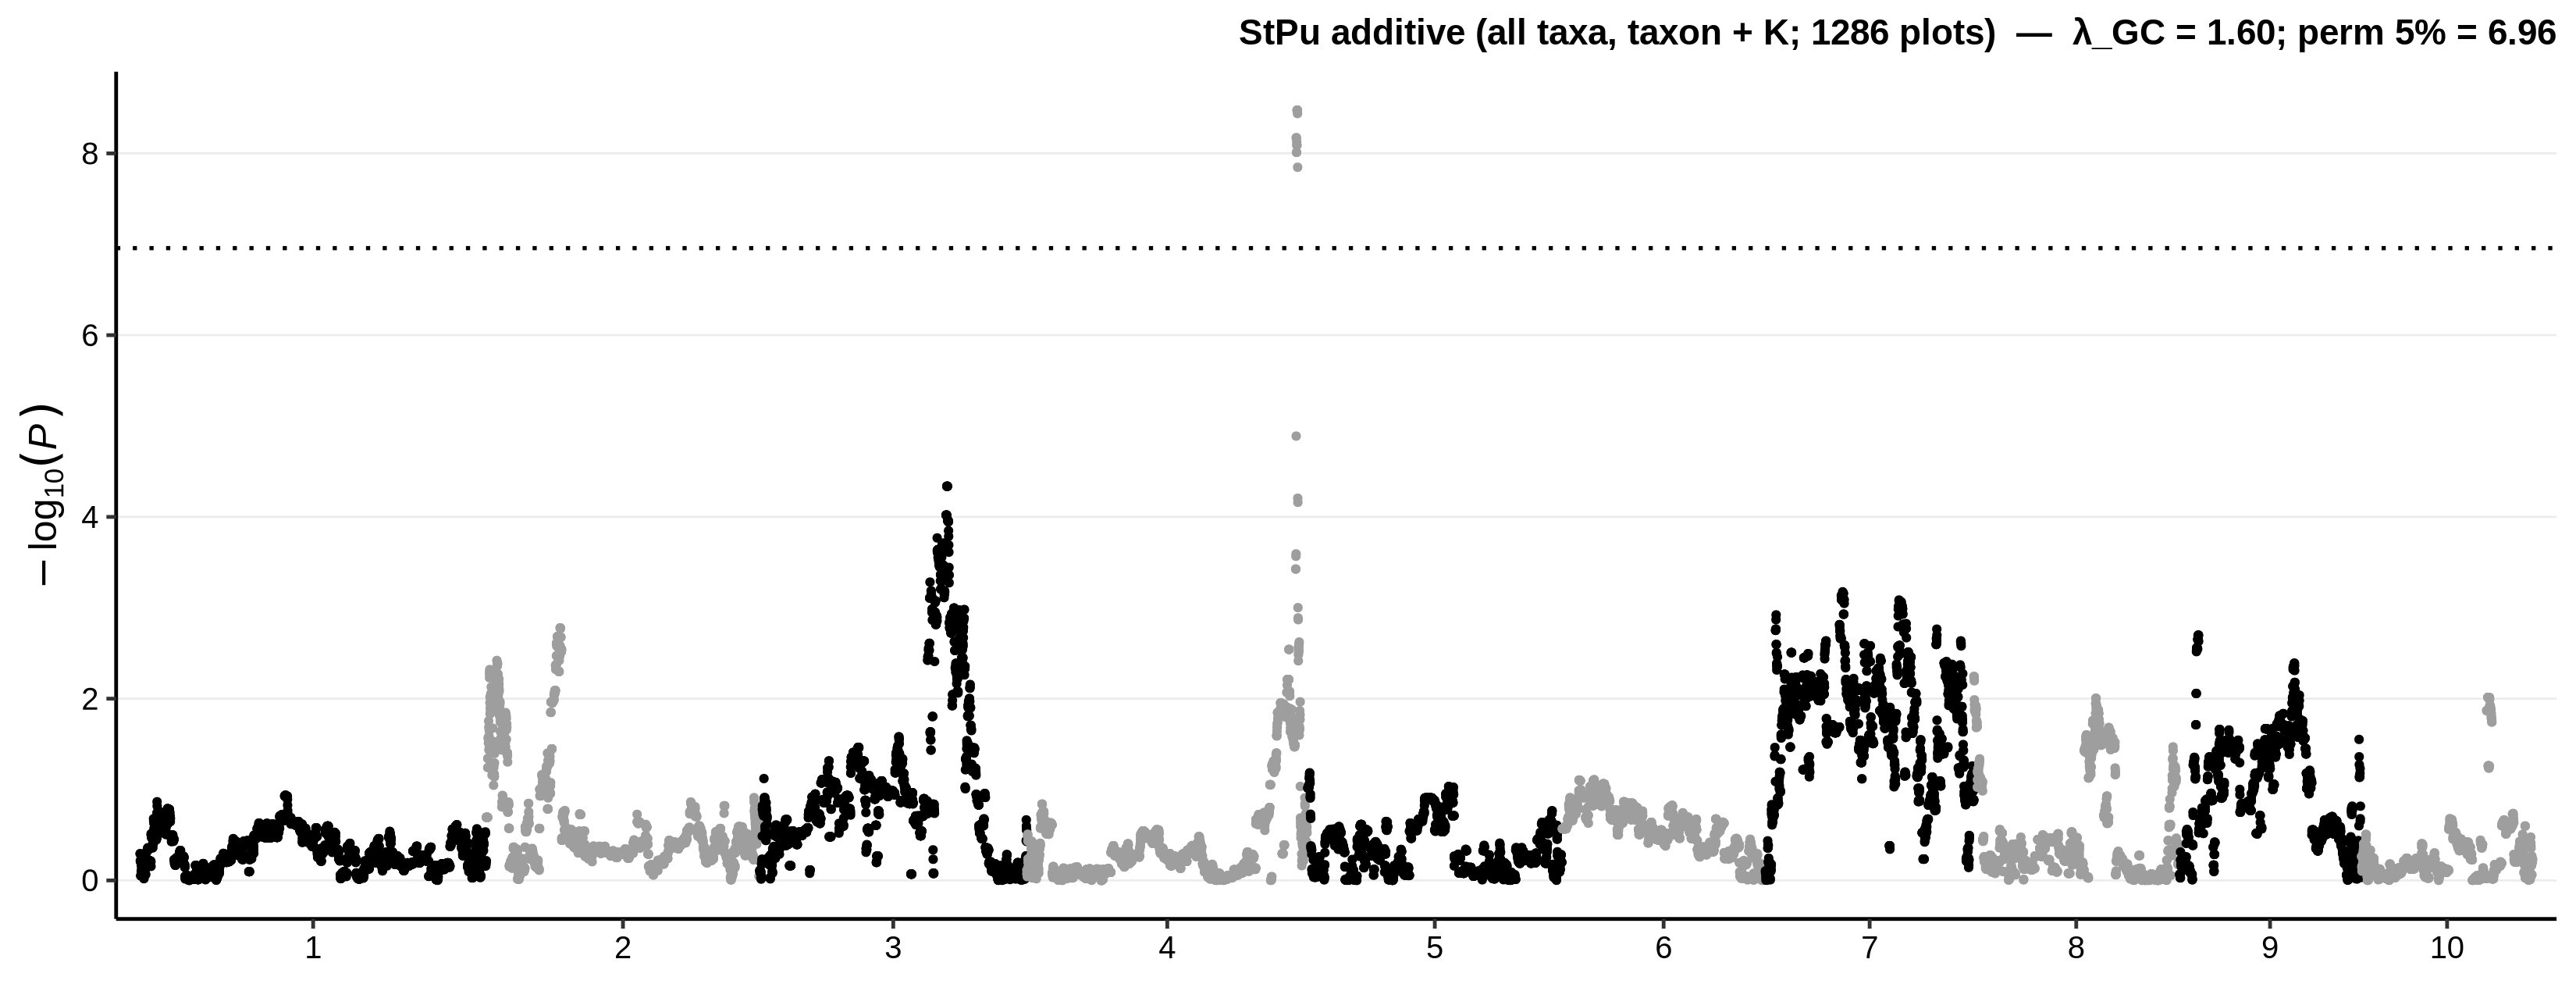 StPu additive (all taxa, taxon + K; 1286 plots) — λ_GC = 1.60; perm 5% = 6.96
8
6
4
2
0
− log10(P)
1 2 3 4 5 6 7 8 9 10